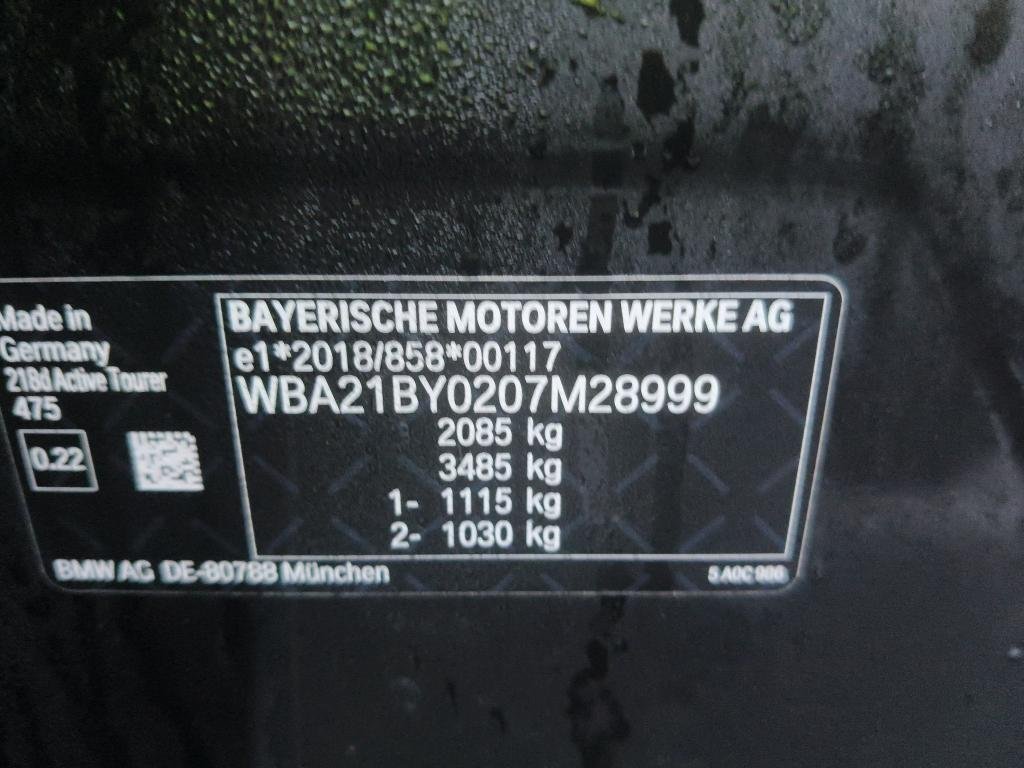 Made in
Germany
218d Active Tourer
475
0.22
BAYERISCHE MOTOREN WERKE AG
e1*2018/858*00117
WBA21BY0207M28999
2085 kg
3485 kg
1- 1115 kg
2- 1030 kg
BMW AG DE-80788 München